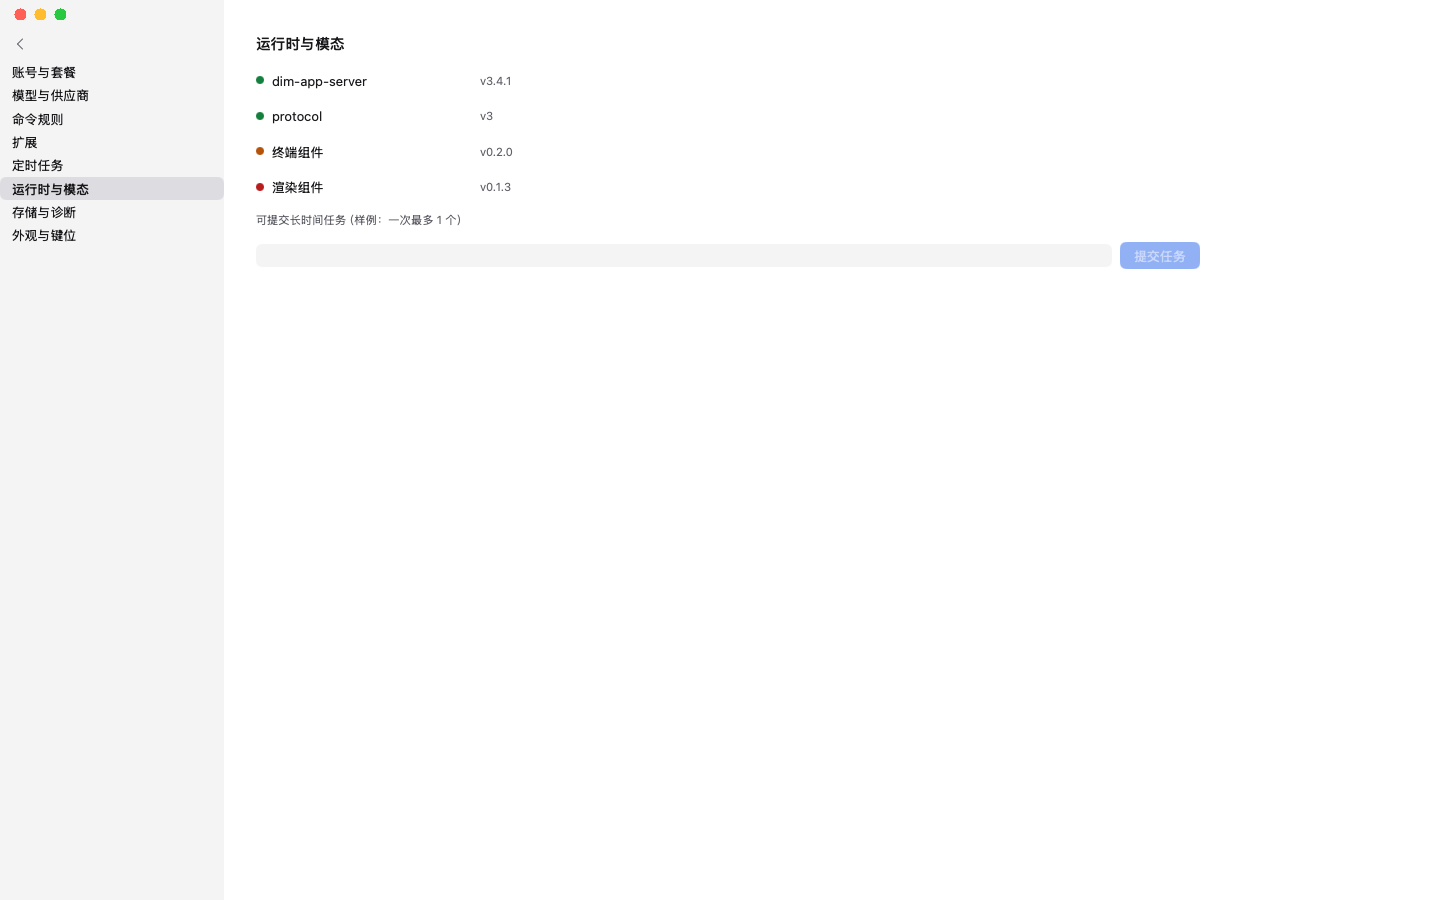 账号与套餐
模型与供应商
命令规则
扩展
定时任务
运行时与模态
存储与诊断
外观与键位
运行时与模态
dim-app-server v3.4.1
protocol v3
终端组件 v0.2.0
渲染组件 v0.1.3
可提交长时间任务 (样例：一次最多 1 个)
提交任务